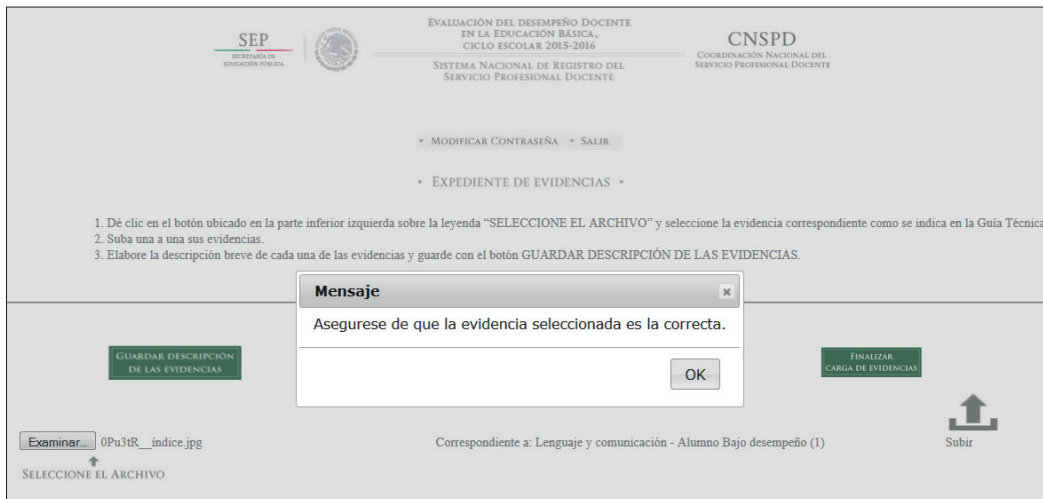 SEP
SECRETARÍA DE
EDUCACIÓN PÚBLICA
EVALUACIÓN DEL DESEMPEÑO DOCENTE
EN LA EDUCACIÓN BÁSICA,
CICLO ESCOLAR 2015-2016
SISTEMA NACIONAL DE REGISTRO DEL
SERVICIO PROFESIONAL DOCENTE
CNSPD
COORDINACIÓN NACIONAL DEL
SERVICIO PROFESIONAL DOCENTE
• MODIFICAR CONTRASEÑA • SALIR
• EXPEDIENTE DE EVIDENCIAS •
1. Dé clic en el botón ubicado en la parte inferior izquierda sobre la leyenda “SELECCIONE EL ARCHIVO” y seleccione la evidencia correspondiente como se indica en la Guía Técnica
2. Suba una a una sus evidencias.
3. Elabore la descripción breve de cada una de las evidencias y guarde con el botón GUARDAR DESCRIPCIÓN DE LAS EVIDENCIAS.
Mensaje
Asegurese de que la evidencia seleccionada es la correcta.
OK
GUARDAR DESCRIPCIÓN
DE LAS EVIDENCIAS
FINALIZAR
CARGA DE EVIDENCIAS
Examinar... 0Pu3tR__índice.jpg
Correspondiente a: Lenguaje y comunicación - Alumno Bajo desempeño (1)
Subir
SELECCIONE EL ARCHIVO